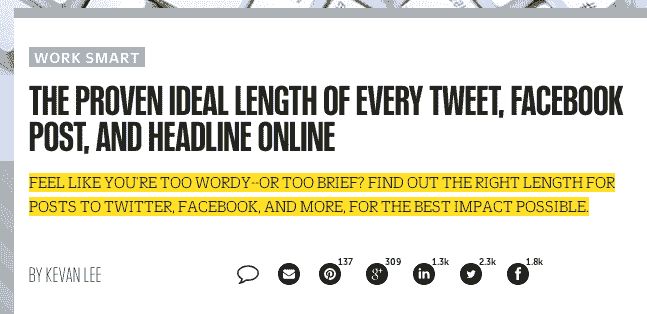 WORK SMART
THE PROVEN IDEAL LENGTH OF EVERY TWEET, FACEBOOK
POST, AND HEADLINE ONLINE
FEEL LIKE YOU'RE TOO WORDY--OR TOO BRIEF? FIND OUT THE RIGHT LENGTH FOR
POSTS TO TWITTER, FACEBOOK, AND MORE, FOR THE BEST IMPACT POSSIBLE.
BY KEVAN LEE 137 g+ 309 in 1.3k 2.3k f 1.8k